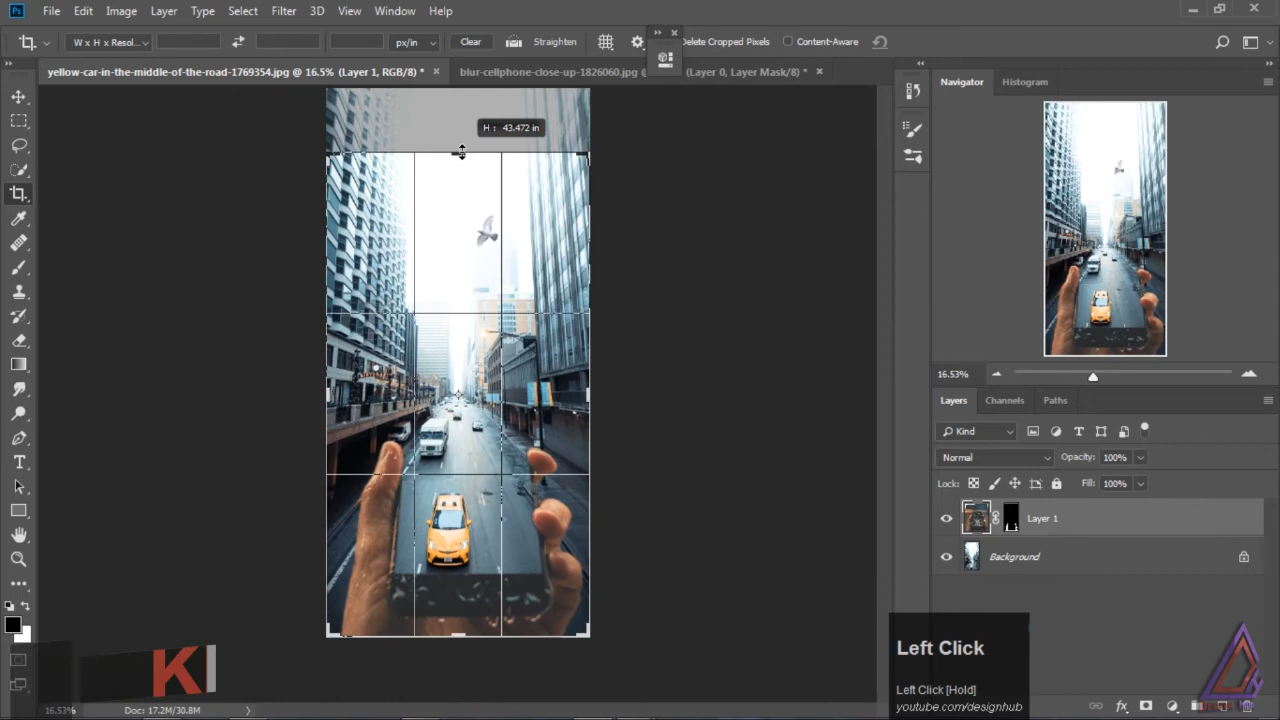 Ps File Edit Image Layer Type Select Filter 3D View Window Help
W x H x Resol... px/in Clear Straighten Delete Cropped Pixels Content-Aware
yellow-car-in-the-middle-of-the-road-1769354.jpg @ 16.5% (Layer 1, RGB/8) * × blur-cellphone-close-up-1826060.jpg @ (Layer 0, Layer Mask/8) * ×
Navigator Histogram
H : 43.472 in
16.53%
Layers Channels Paths
Kind
Normal Opacity: 100%
Lock: Fill: 100%
Layer 1
Background
Left Click
Left Click [Hold]
youtube.com/designhub
KI
16.53% Doc: 17.2M/30.8M